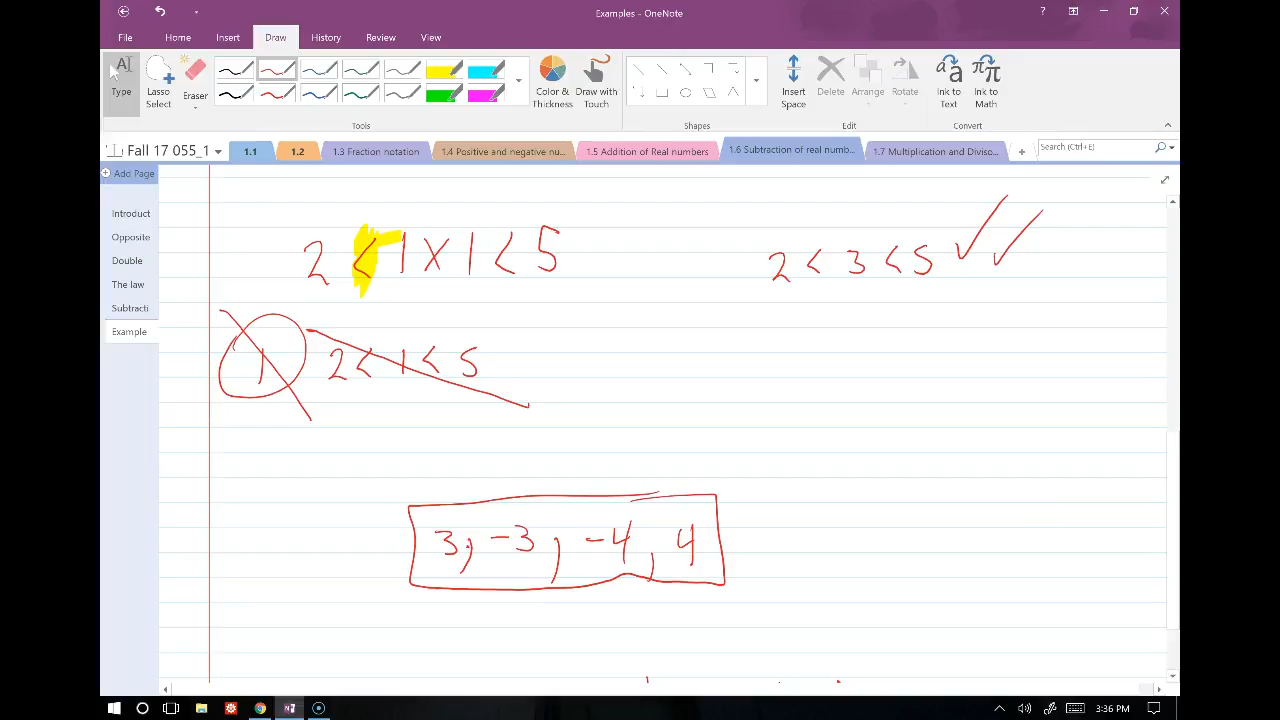 Examples - OneNote
?
File Home Insert Draw History Review View
Type
Lasso Select
Eraser
Color & Thickness
Draw with Touch
Insert Space
Delete
Arrange
Rotate
Ink to Text
Ink to Math
Tools Shapes Edit Convert
Fall 17 055_1 1.1 1.2 1.3 Fraction notation 1.4 Positive and negative nu... 1.5 Addition of Real numbers 1.6 Subtraction of real numb... 1.7 Multiplication and Diviso... Search (Ctrl+E)
Add Page
Introduct
Opposite
Double
The law
Subtracti
Example
2 < |x| < 5
2 < 3 < 5 ✓✓
1 2 < 1 < 5
3, -3, -4, 4
3:36 PM